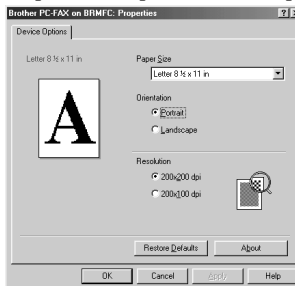 Brother PC-FAX on BRMFC: Properties
Device Options
Letter 8 ½ x 11 in
A
Paper Size
Letter 8 ½ x 11 in
Orientation
Portrait
Landscape
Resolution
200x200 dpi
200x100 dpi
Restore Defaults
About
OK
Cancel
Apply
Help